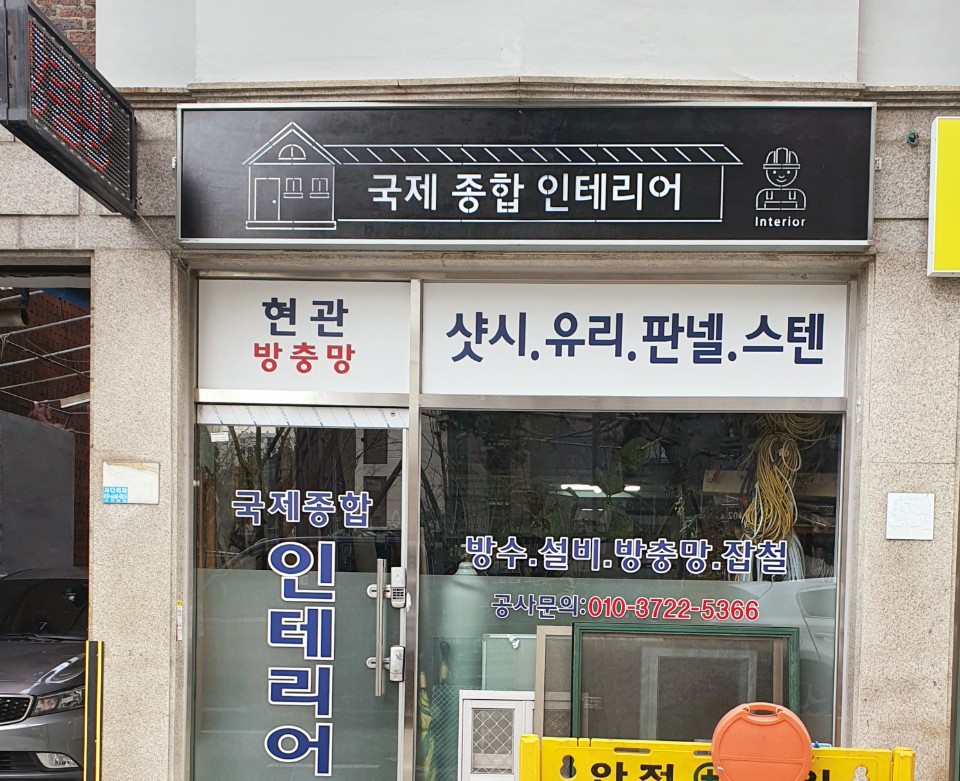 국제 종합 인테리어
Interior
현관
방충망
샷시.유리.판넬.스텐
국제종합
인테리어
방수.설비.방충망.잡철
공사문의:010-3722-5366
안전